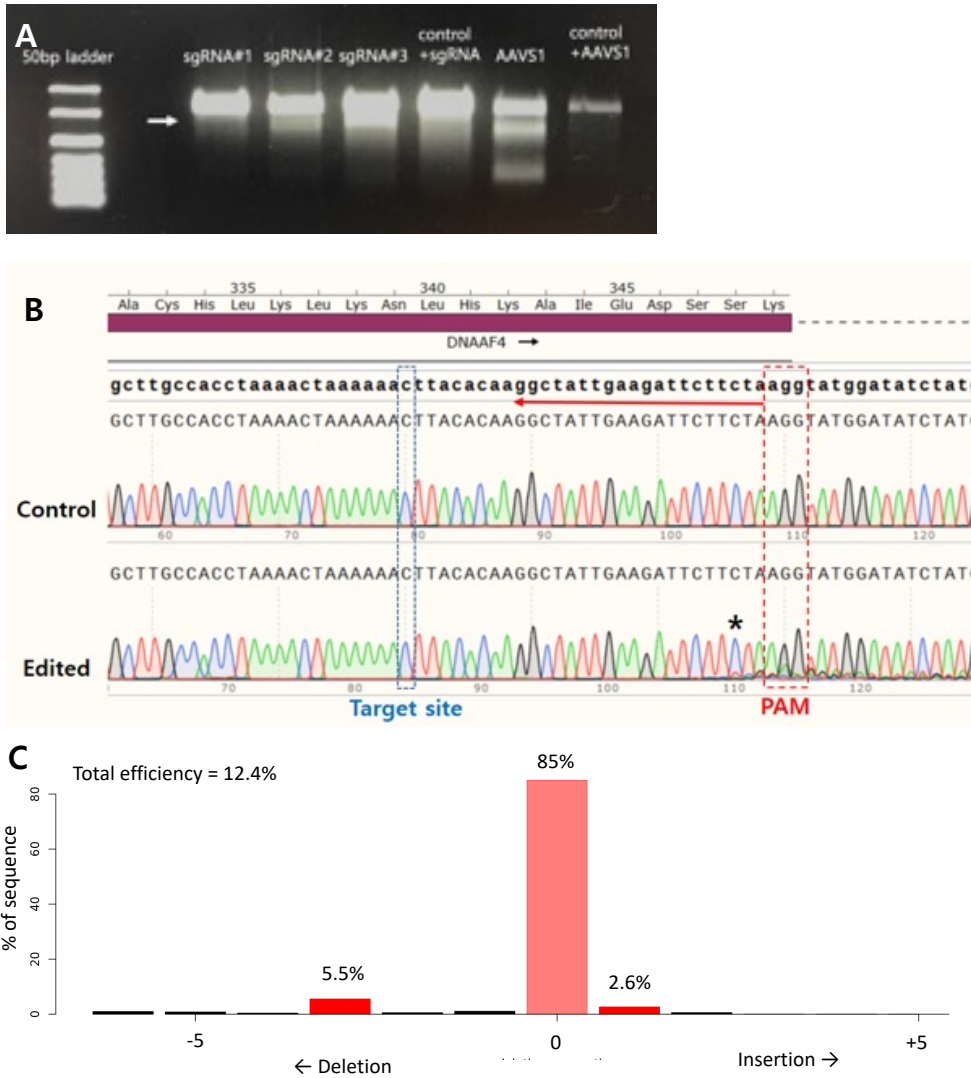 A
50bp ladder
sgRNA#1
sgRNA#2
sgRNA#3
control
+sgRNA
AAVS1
control
+AAVS1
B
335 340 345
Ala Cys His Leu Lys Leu Lys Asn Leu His Lys Ala Ile Glu Asp Ser Ser Lys
DNAAF4 →
gcttgccacctaaaactaaaaaacttacacaaggctattgaagattcttctaaggtatggatatctat
GCTTGCCACCTAAAACTAAAAAACTTACACAAGGCTATTGAAGATTCTTCTAAGGTATGGATATCTAT
Control
60 70 80 90 100 110 120
GCTTGCCACCTAAAACTAAAAAACTTACACAAGGCTATTGAAGATTCTTCTAAGGTATGGATATCTAT
*
Edited
70 80 90 100 110 120
Target site
PAM
C
Total efficiency = 12.4%
85%
5.5%
2.6%
% of sequence
80
60
40
20
0
-5 0 +5
← Deletion
Insertion →